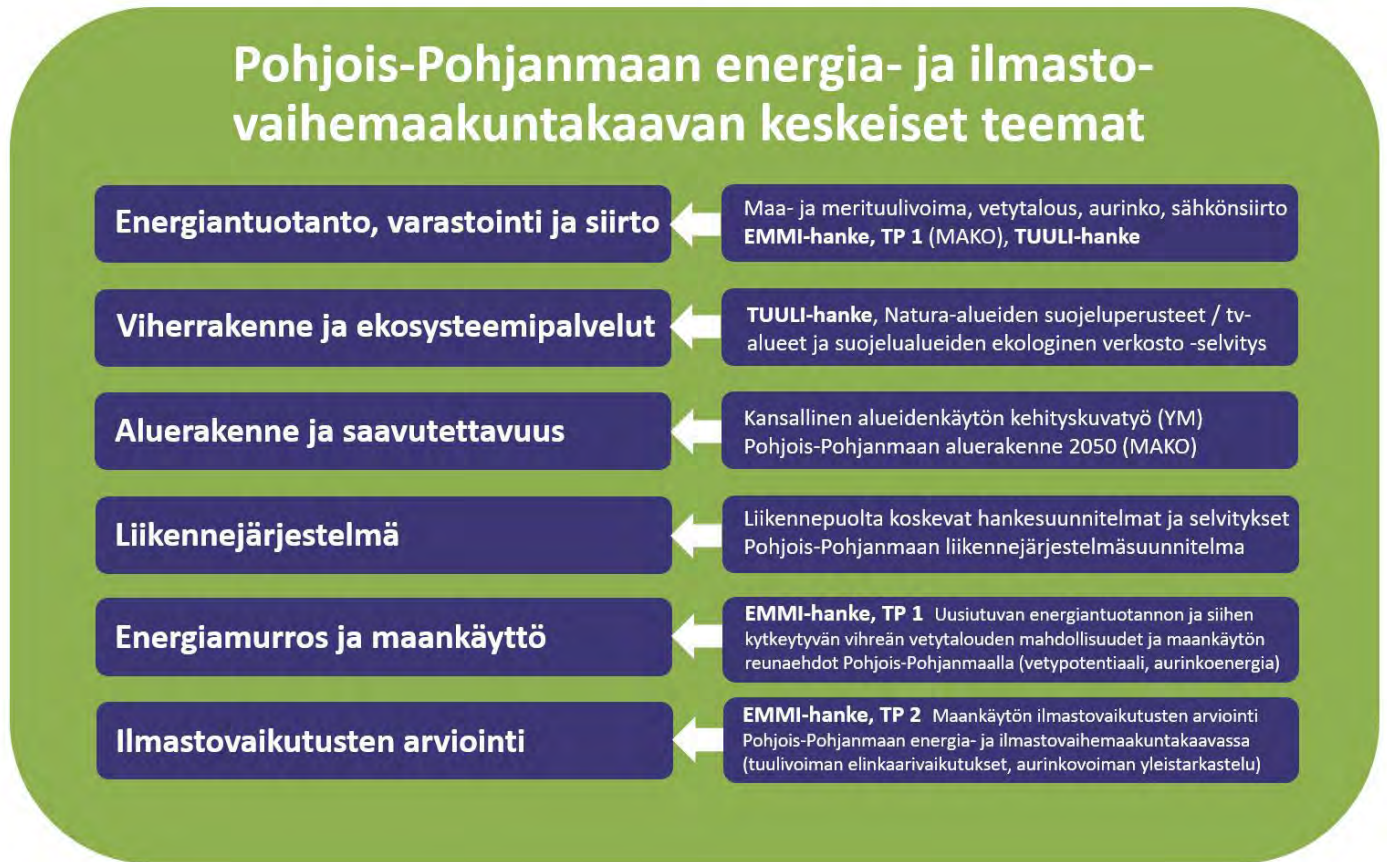 Pohjois-Pohjanmaan energia- ja ilmasto-
vaihemaakuntakaavan keskeiset teemat
Energiantuotanto, varastointi ja siirto
Maa- ja merituulivoima, vetytalous, aurinko, sähkönsiirto
EMMI-hanke, TP 1 (MAKO), TUULI-hanke
Viherrakenne ja ekosysteemipalvelut
TUULI-hanke, Natura-alueiden suojeluperusteet / tv-
alueet ja suojelualueiden ekologinen verkosto -selvitys
Aluerakenne ja saavutettavuus
Kansallinen alueidenkäytön kehityskuvatyö (YM)
Pohjois-Pohjanmaan aluerakenne 2050 (MAKO)
Liikennejärjestelmä
Liikennepuolta koskevat hankesuunnitelmat ja selvitykset
Pohjois-Pohjanmaan liikennejärjestelmäsuunnitelma
Energiamurros ja maankäyttö
EMMI-hanke, TP 1 Uusiutuvan energiantuotannon ja siihen
kytkeytyvän vihreän vetytalouden mahdollisuudet ja maankäytön
reunaehdot Pohjois-Pohjanmaalla (vetypotentiaali, aurinkoenergia)
Ilmastovaikutusten arviointi
EMMI-hanke, TP 2 Maankäytön ilmastovaikutusten arviointi
Pohjois-Pohjanmaan energia- ja ilmastovaihemaakuntakaavassa
(tuulivoiman elinkaarivaikutukset, aurinkovoiman yleistarkastelu)